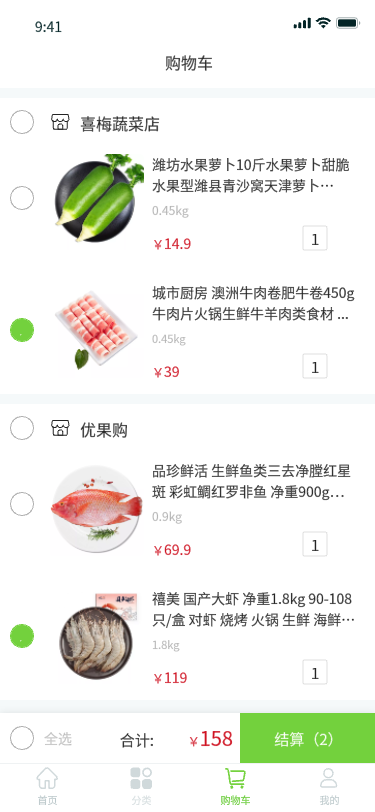 9:41
购物车
喜梅蔬菜店
潍坊水果萝卜10斤水果萝卜甜脆
水果型潍县青沙窝天津萝卜…
0.45kg
￥14.9
1
城市厨房 澳洲牛肉卷肥牛卷450g
牛肉片火锅生鲜牛羊肉类食材 ...
0.45kg
￥39
1
优果购
品珍鲜活 生鲜鱼类三去净膛红星
斑 彩虹鲷红罗非鱼 净重900g…
0.9kg
￥69.9
1
禧美 国产大虾 净重1.8kg 90-108
只/盒 对虾 烧烤 火锅 生鲜 海鲜…
1.8kg
￥119
1
全选
合计:
￥158
结算（2）
首页
分类
购物车
我的